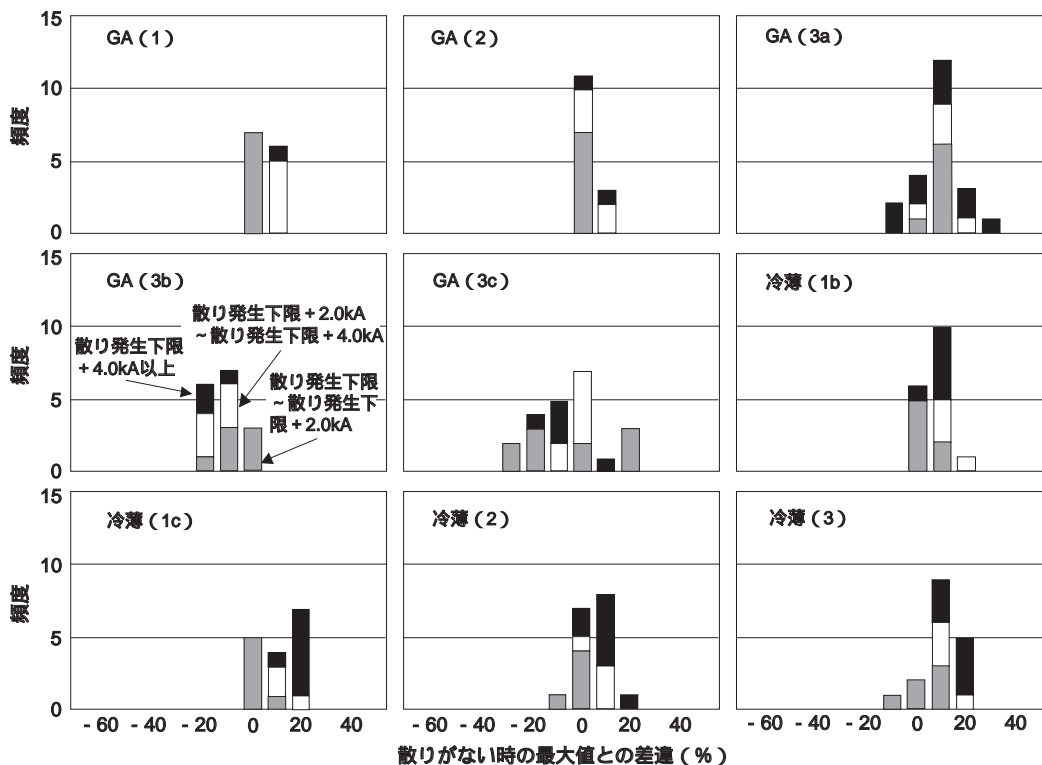 15
10
5
0
頻度
GA（1）
GA（2）
GA（3a）
15
10
5
0
頻度
GA（3b）
散り発生下限＋2.0kA
～散り発生下限＋4.0kA
散り発生下限
＋4.0kA以上
散り発生下限
～散り発生下
限＋2.0kA
GA（3c）
冷薄（1b）
15
10
5
0
頻度
冷薄（1c）
冷薄（2）
冷薄（3）
- 60 - 40 - 20 0 20 40 - 60 - 40 - 20 0 20 40 - 60 - 40 - 20 0 20 40
散りがない時の最大値との差違（%）